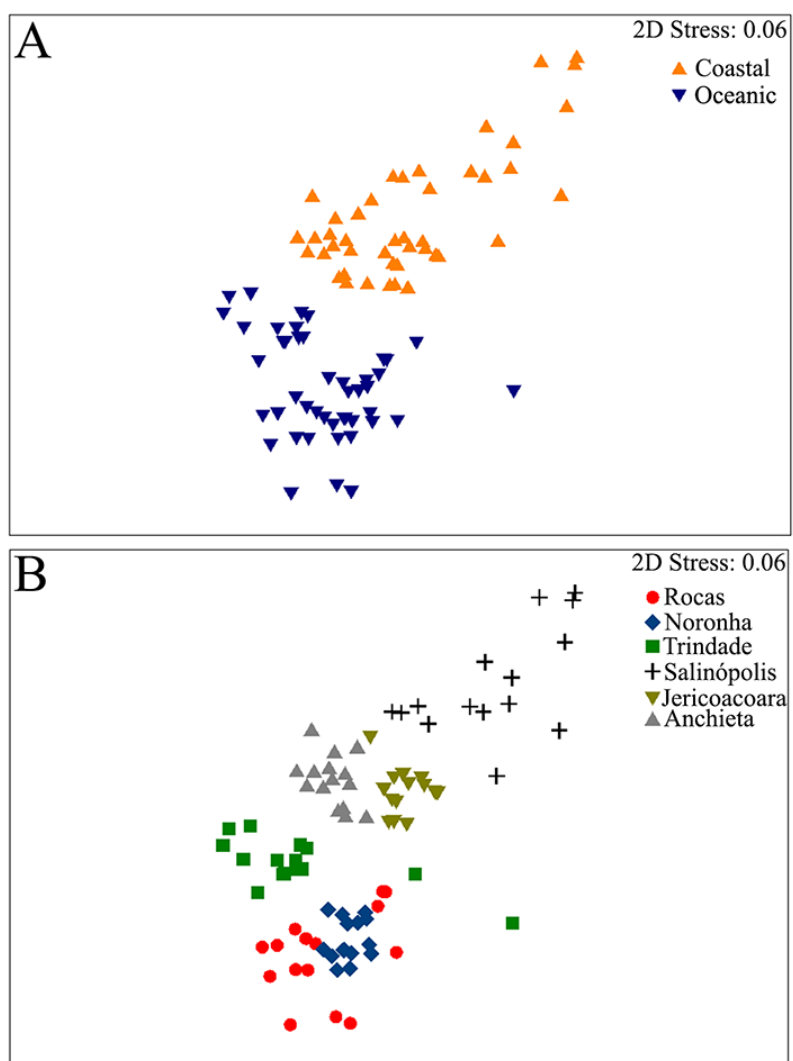 A
2D Stress: 0.06
Coastal
Oceanic
B
2D Stress: 0.06
Rocas
Noronha
Trindade
Salinópolis
Jericoacoara
Anchieta